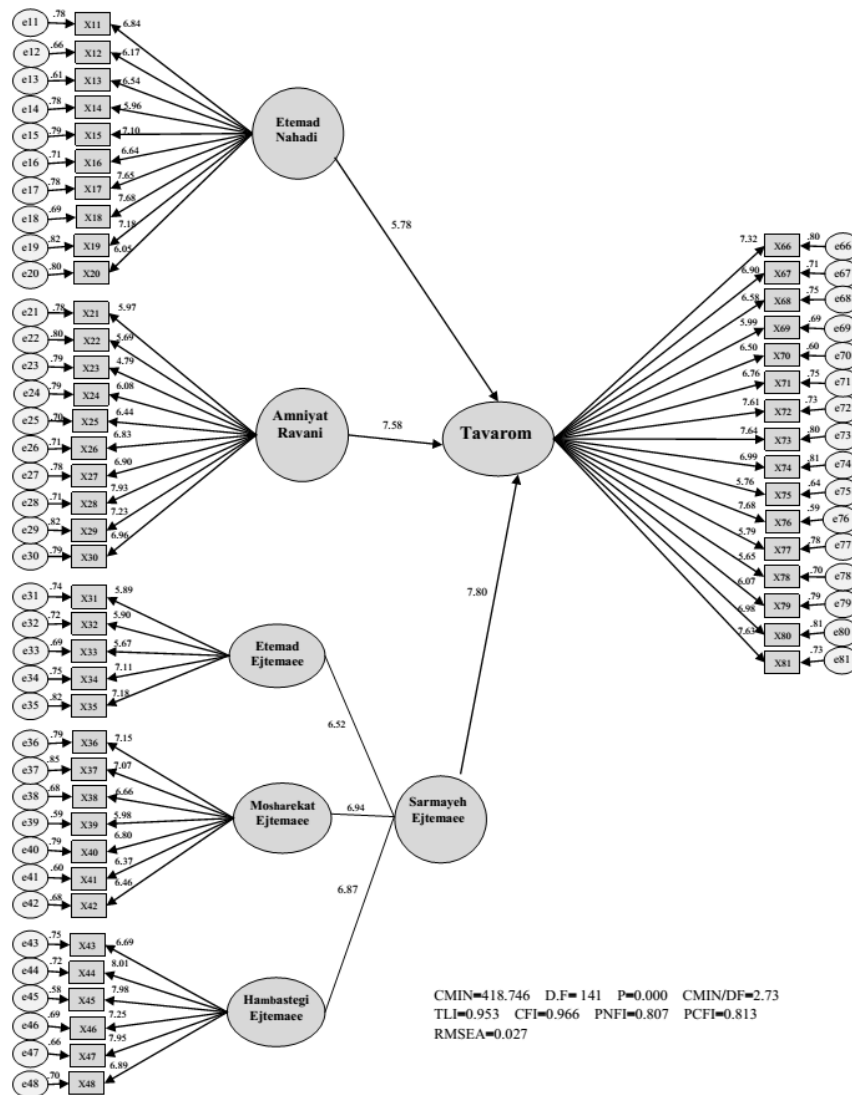 e11 .78 X11 6.84
e12 .66 X12 6.17
e13 .61 X13 6.54
e14 .78 X14 5.96
e15 .79 X15 7.10
e16 .71 X16 6.64
e17 .78 X17 7.65
e18 .69 X18 7.68
e19 .82 X19 7.18
e20 .80 X20 6.05
Etemad
Nahadi
5.78
e21 .78 X21 5.97
e22 .80 X22 5.69
e23 .79 X23 4.79
e24 .79 X24 6.08
e25 .70 X25 6.44
e26 .71 X26 6.83
e27 .78 X27 6.90
e28 .71 X28 7.93
e29 .82 X29 7.23
e30 .79 X30 6.96
Amniyat
Ravani
7.58
Tavarom
e31 .74 X31 5.89
e32 .72 X32 5.90
e33 .69 X33 5.67
e34 .75 X34 7.11
e35 .82 X35 7.18
Etemad
Ejtemaee
6.52
e36 .79 X36 7.15
e37 .85 X37 7.07
e38 .68 X38 6.66
e39 .59 X39 5.98
e40 .79 X40 6.80
e41 .60 X41 6.37
e42 .68 X42 6.46
Mosharekat
Ejtemaee
6.94
Sarmayeh
Ejtemaee
7.80
e43 .75 X43 6.69
e44 .72 X44 8.01
e45 .58 X45 7.98
e46 .69 X46 7.25
e47 .66 X47 7.95
e48 .70 X48 6.89
Hambastegi
Ejtemaee
6.87
7.32 X66 .80 e66
6.90 X67 .71 e67
6.58 X68 .75 e68
5.99 X69 .69 e69
6.50 X70 .60 e70
6.76 X71 .75 e71
7.61 X72 .73 e72
7.64 X73 .80 e73
6.99 X74 .81 e74
5.76 X75 .64 e75
7.68 X76 .59 e76
5.79 X77 .78 e77
5.65 X78 .70 e78
6.07 X79 .79 e79
6.98 X80 .81 e80
7.63 X81 .73 e81
CMIN=418.746 D.F= 141 P=0.000 CMIN/DF=2.73
TLI=0.953 CFI=0.966 PNFI=0.807 PCFI=0.813
RMSEA=0.027